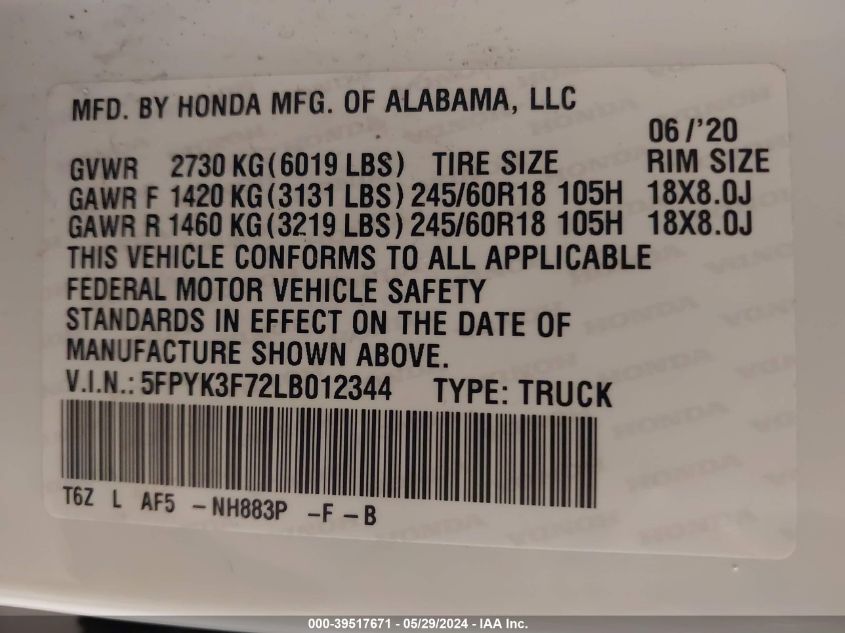 MFD. BY HONDA MFG. OF ALABAMA, LLC
06/'20
GVWR 2730 KG(6019 LBS) TIRE SIZE RIM SIZE
GAWR F 1420 KG(3131 LBS) 245/60R18 105H 18X8.0J
GAWR R 1460 KG(3219 LBS) 245/60R18 105H 18X8.0J
THIS VEHICLE CONFORMS TO ALL APPLICABLE
FEDERAL MOTOR VEHICLE SAFETY
STANDARDS IN EFFECT ON THE DATE OF
MANUFACTURE SHOWN ABOVE.
V.I.N.: 5FPYK3F72LB012344 TYPE: TRUCK
T6Z L AF5 -NH883P -F -B
000-39517671 - 05/29/2024 - IAA Inc.